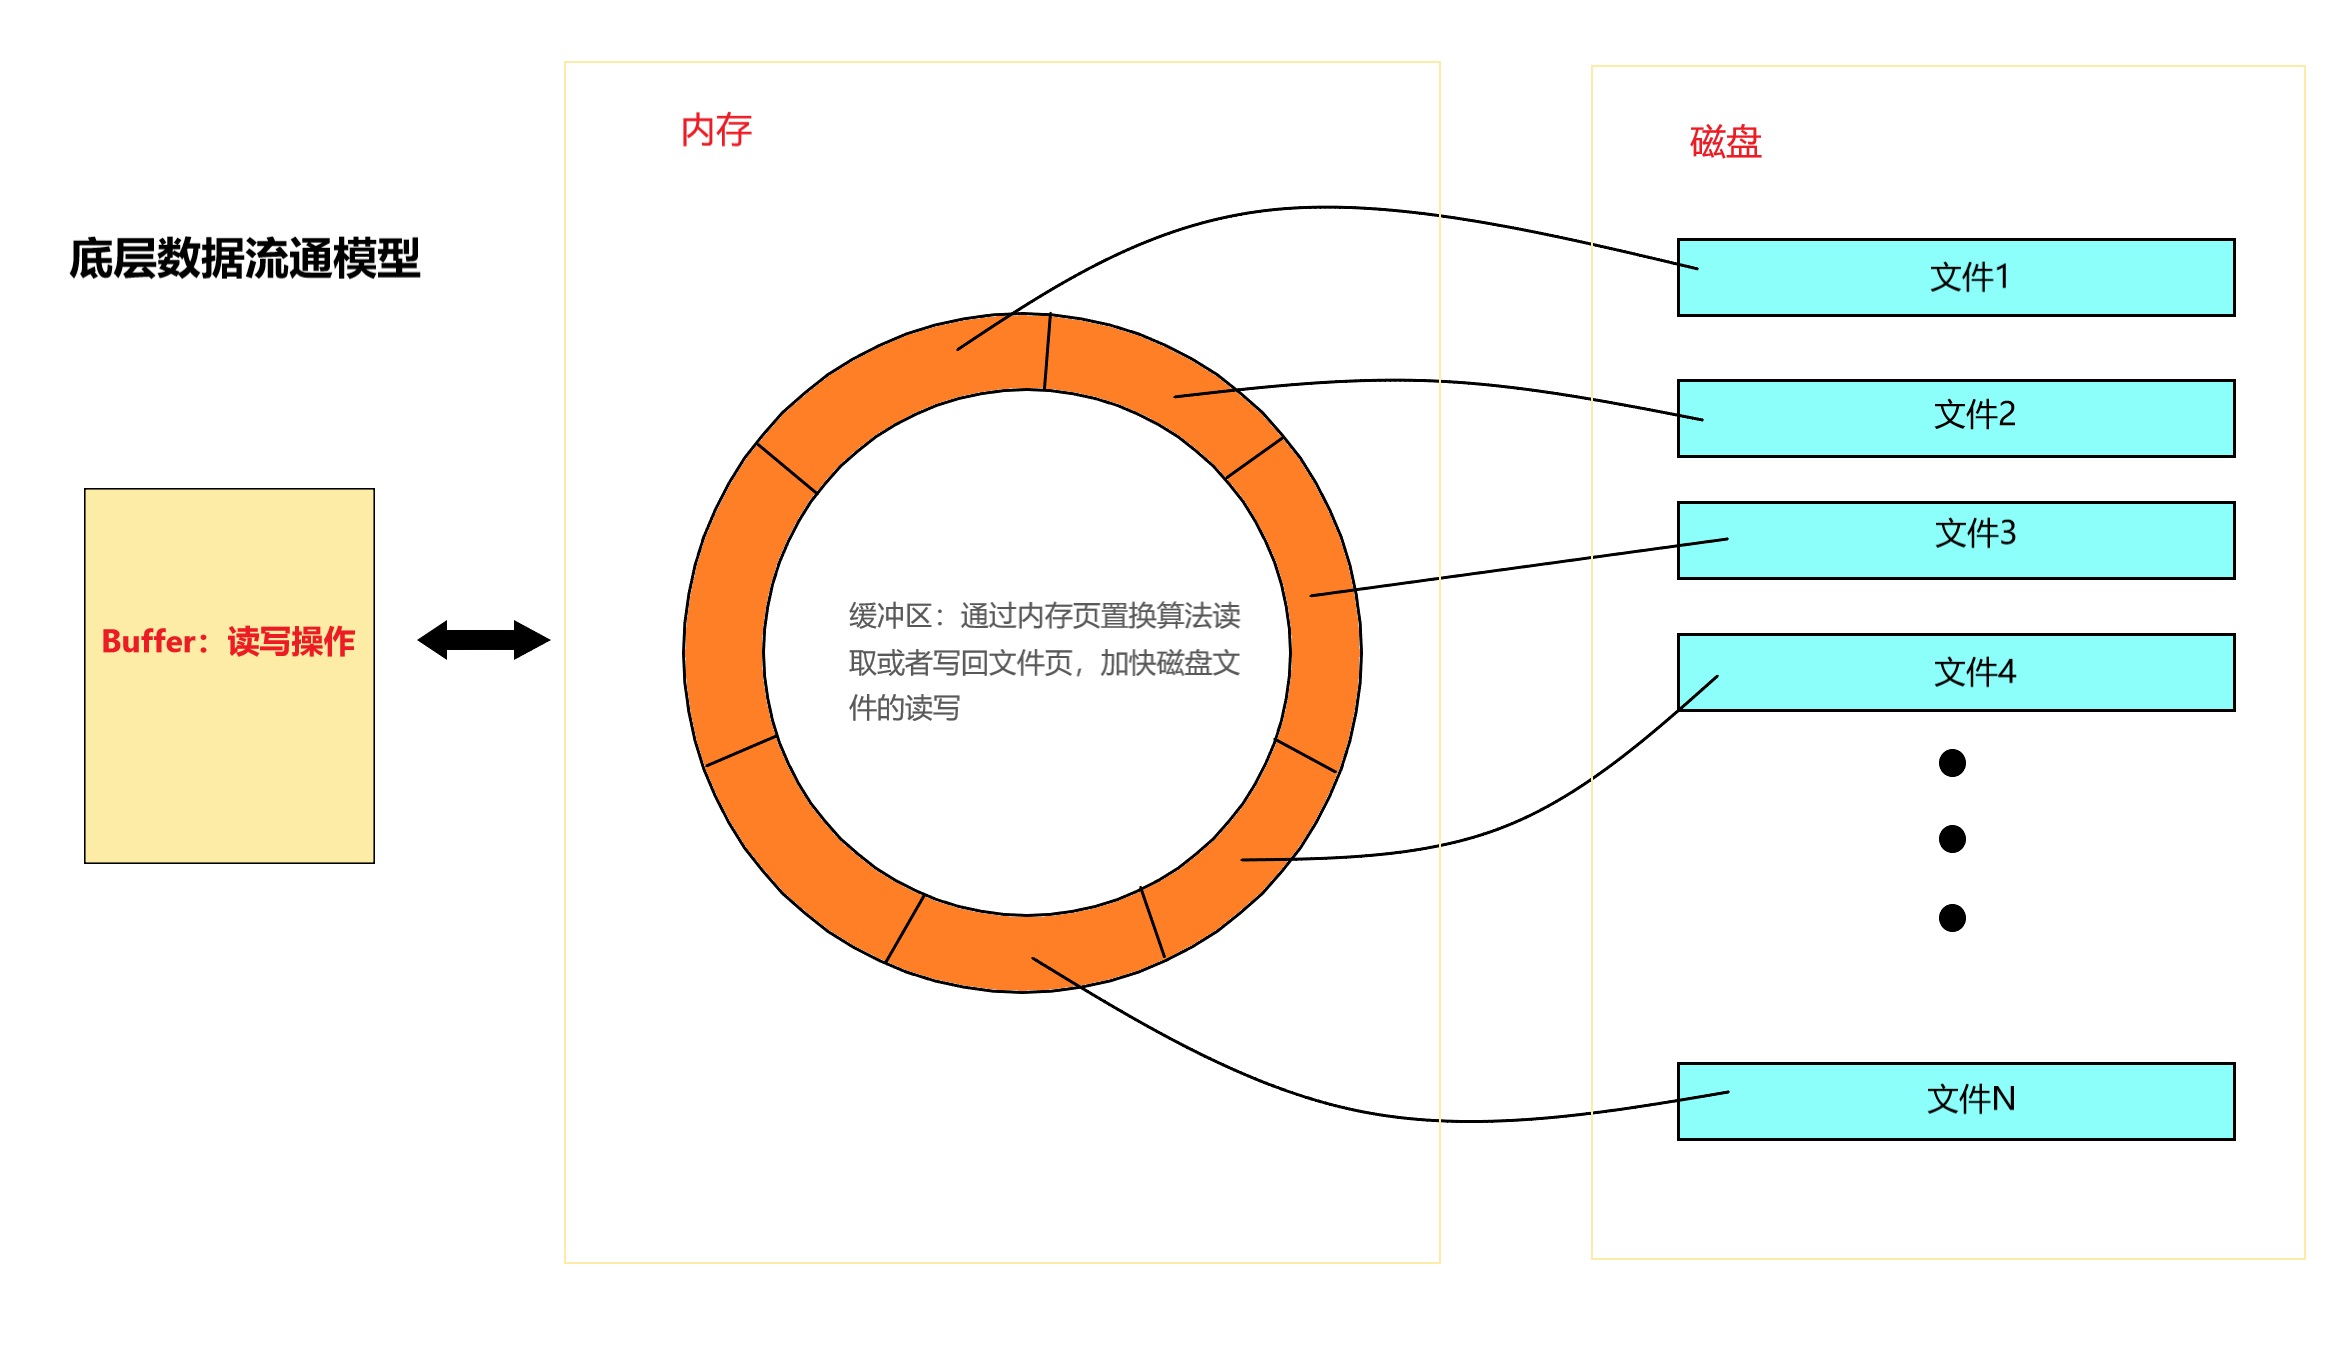 底层数据流通模型
Buffer：读写操作
内存
缓冲区：通过内存页置换算法读
取或者写回文件页，加快磁盘文
件的读写
磁盘
文件1
文件2
文件3
文件4
文件N